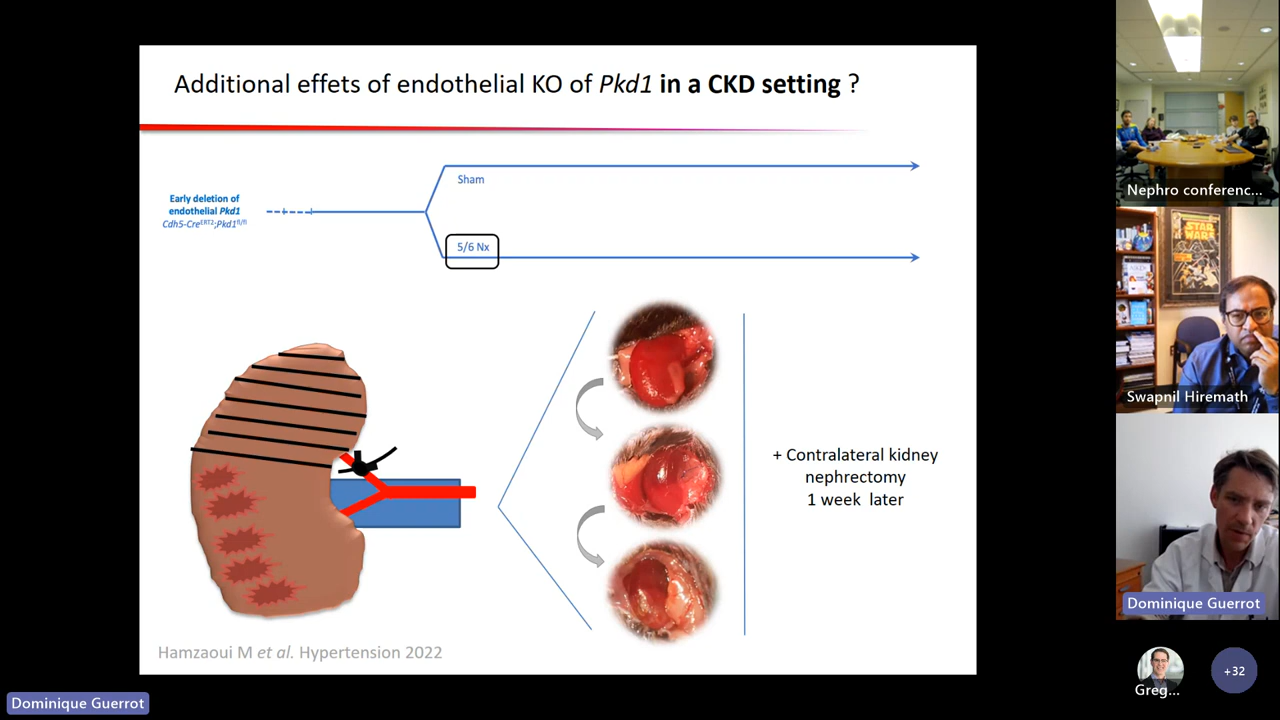 Additional effets of endothelial KO of Pkd1 in a CKD setting ?
Sham
Early deletion of
endothelial Pkd1
Cdh5-CreERT2;Pkd1fl/fl
5/6 Nx
+ Contralateral kidney
nephrectomy
1 week later
Hamzaoui M et al. Hypertension 2022
Dominique Guerrot
Nephro conferenc...
STAR
WARS
Swapnil Hiremath
Dominique Guerrot
Greg...
+32